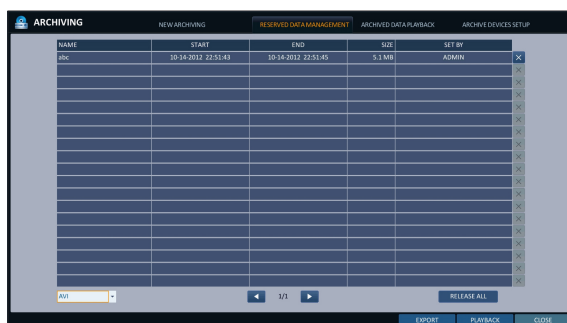 ARCHIVING
NEW ARCHIVING RESERVED DATA MANAGEMENT ARCHIVED DATA PLAYBACK ARCHIVE DEVICES SETUP
NAME START END SIZE SET BY
abc 10-14-2012 22:51:43 10-14-2012 22:51:45 5.1 MB ADMIN
AVI 1/1 RELEASE ALL
EXPORT PLAYBACK CLOSE